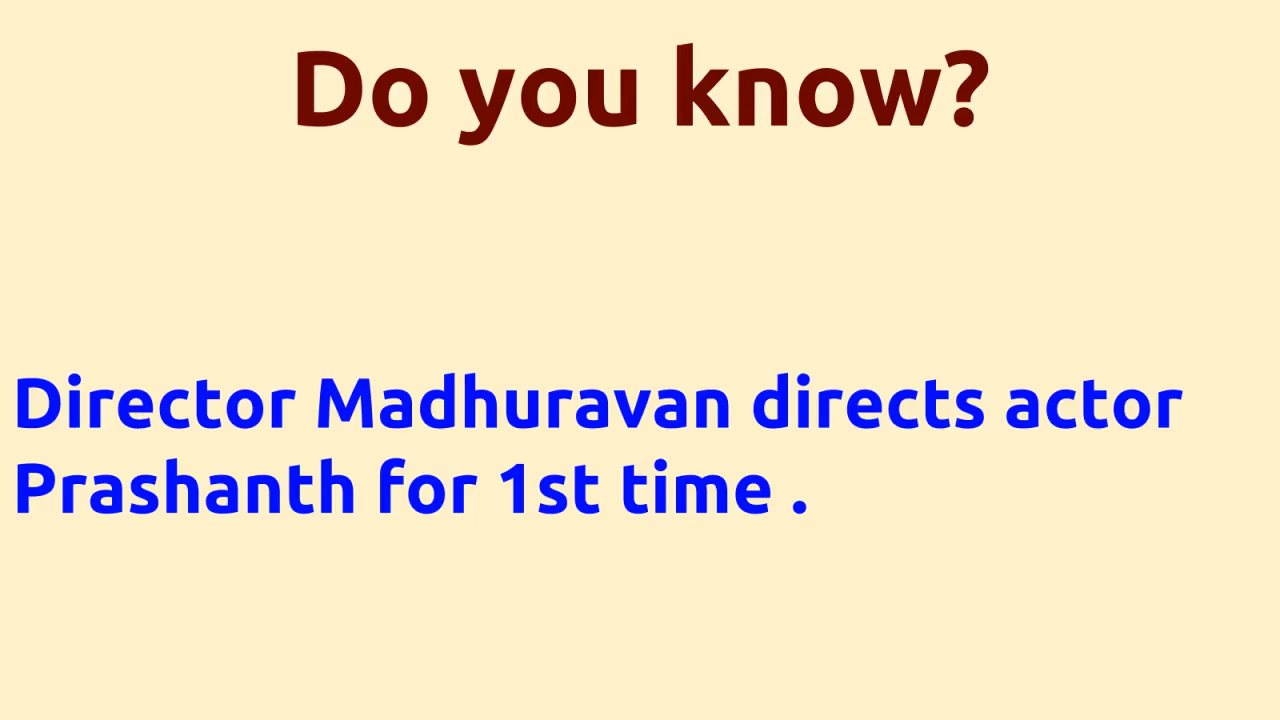 Do you know?
Director Madhuravan directs actor
Prashanth for 1st time .